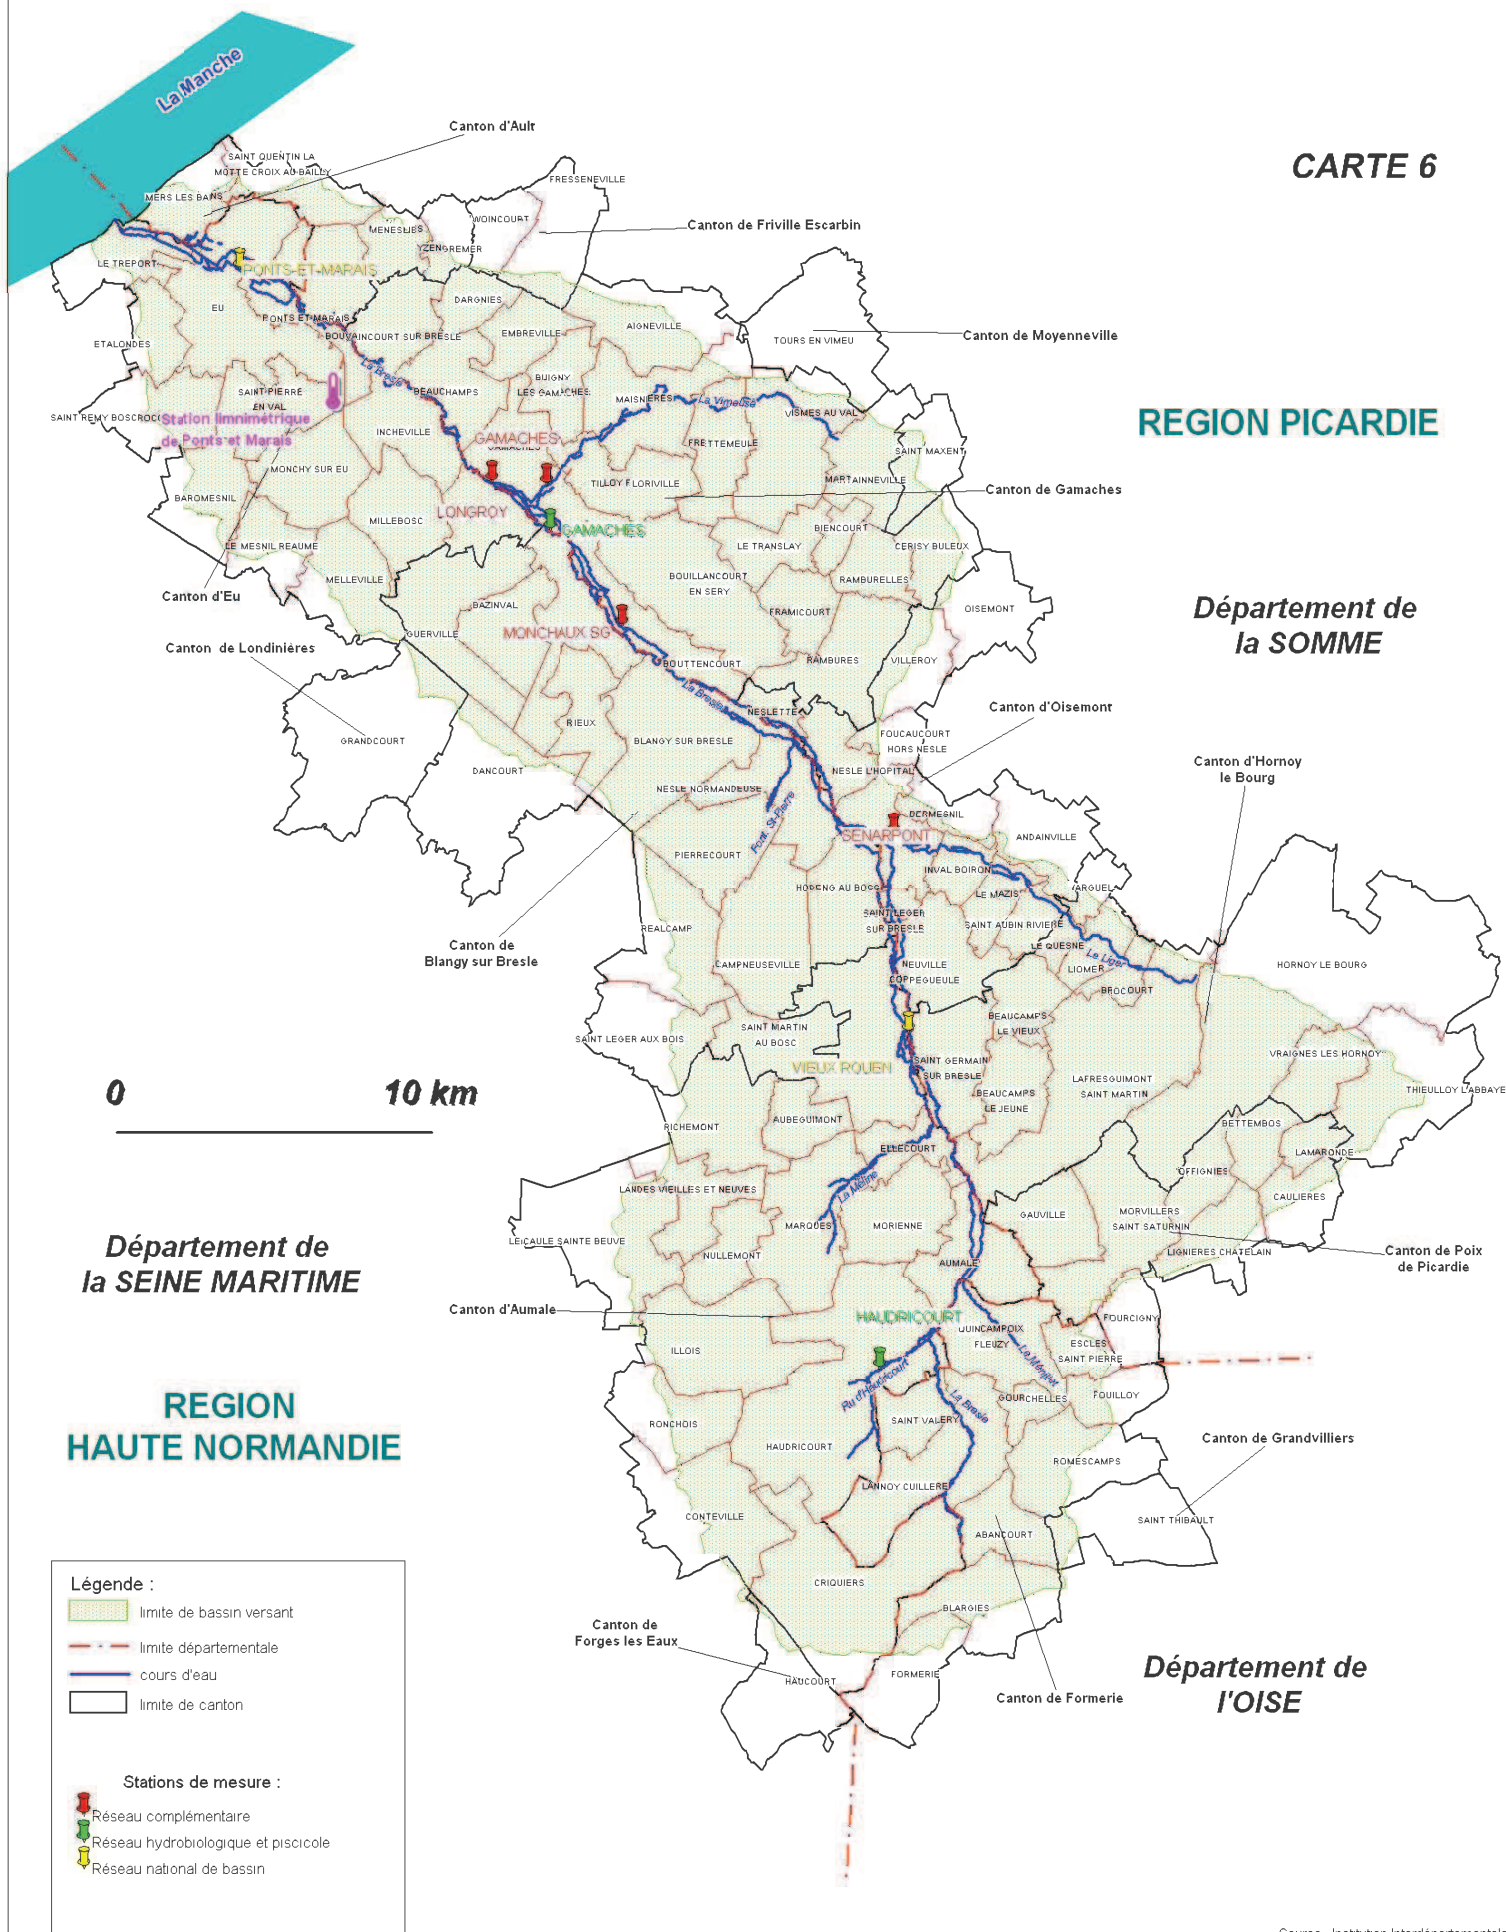 La Manche
Canton d'Ault
SAINT QUENTIN LA
MOTTE CROIX AU BAILLY
FRESSENEVILLE
CARTE 6
MERS LES BAINS
WOINCOURT
MENESLIES
Canton de Friville Escarbin
YZENGREMER
LE TREPORT
PONTS-ET-MARAIS
DARGNIES
EU
PONTS ET MARAIS
AIGNEVILLE
EMBREVILLE
BOUVAINCOURT SUR BRESLE
TOURS EN VIMEU
Canton de Moyenneville
ETALONDES
La Bresle
BUIGNY
LES GAMACHES
BEAUCHAMPS
SAINT-PIERRE
EN VAL
MAISNIERES
La Vimeuse
VISMES AU VAL
SAINT REMY BOSCROCO
Station limnimétrique
de Ponts et Marais
REGION PICARDIE
INCHEVILLE
GAMACHES
GAMACHES
FRETTEMEULE
SAINT MAXENT
MONCHY SUR EU
TILLOY FLORIVILLE
MARTAINNEVILLE
Canton de Gamaches
BAROMESNIL
LONGROY
MILLEBOSC
GAMACHES
BIENCOURT
LE MESNIL REAUME
LE TRANSLAY
CERISY BULEUX
MELLEVILLE
BOUILLANCOURT
EN SERY
RAMBURELLES
Canton d'Eu
BAZINVAL
FRAMICOURT
OISEMONT
Département de
la SOMME
GUERVILLE
MONCHAUX SG
Canton de Londinières
BOUTTENCOURT
RAMBURES
VILLEROY
La Bresle
NESLETTE
Canton d'Oisemont
RIEUX
FOUCAUCOURT
HORS NESLE
GRANDCOURT
BLANGY SUR BRESLE
Canton d'Hornoy
le Bourg
DANCOURT
NESLE L'HOPITAL
NESLE NORMANDEUSE
Font. St-Pierre
DERMESNIL
SENARPONT
ANDAINVILLE
PIERRECOURT
INVAL BOIRON
HODENG AU BOSC
LE MAZIS
ARGUEL
SAINT LEGER
SUR BRESLE
SAINT AUBIN RIVIERE
REALCAMP
Canton de
Blangy sur Bresle
LE QUESNE
Le Liger
CAMPNEUSEVILLE
NEUVILLE
COPPEGUEULE
LIOMER
HORNOY LE BOURG
BROCOURT
BEAUCAMPS
LE VIEUX
SAINT MARTIN
AU BOSC
SAINT LEGER AUX BOIS
VRAIGNES LES HORNOY
VIEUX ROUEN
SAINT GERMAIN
SUR BRESLE
LAFRESGUIMONT
SAINT MARTIN
THIEULLOY L'ABBAYE
0
10 km
BEAUCAMPS
LE JEUNE
AUBEGUIMONT
RICHEMONT
BETTEMBOS
ELLECOURT
LAMARONDE
OFFIGNIES
La Méline
LANDES VIEILLES ET NEUVES
CAULIERES
GAUVILLE
MORVILLERS
SAINT SATURNIN
MARQUES
MORIENNE
Département de
la SEINE MARITIME
NULLEMONT
LIGNIERES CHATELAIN
Canton de Poix
de Picardie
AUMALE
Canton d'Aumale
HAUDRICOURT
FOURCIGNY
QUINCAMPOIX
FLEUZY
ESCLES
SAINT PIERRE
ILLOIS
Ru d'Haudricourt
La Bresle
GOURCHELLES
FOUILLOY
REGION
HAUTE NORMANDIE
RONCHOIS
SAINT VALERY
HAUDRICOURT
Canton de Grandvilliers
ROMESCAMPS
LANNOY CUILLERE
CONTEVILLE
SAINT THIBAULT
ABANCOURT
CRIQUIERS
BLARGIES
Canton de
Forges les Eaux
HAUCOURT
FORMERIE
Canton de Formerie
Département de
l'OISE
Légende :
limite de bassin versant
limite départementale
cours d'eau
limite de canton
Stations de mesure :
Réseau complémentaire
Réseau hydrobiologique et piscicole
Réseau national de bassin